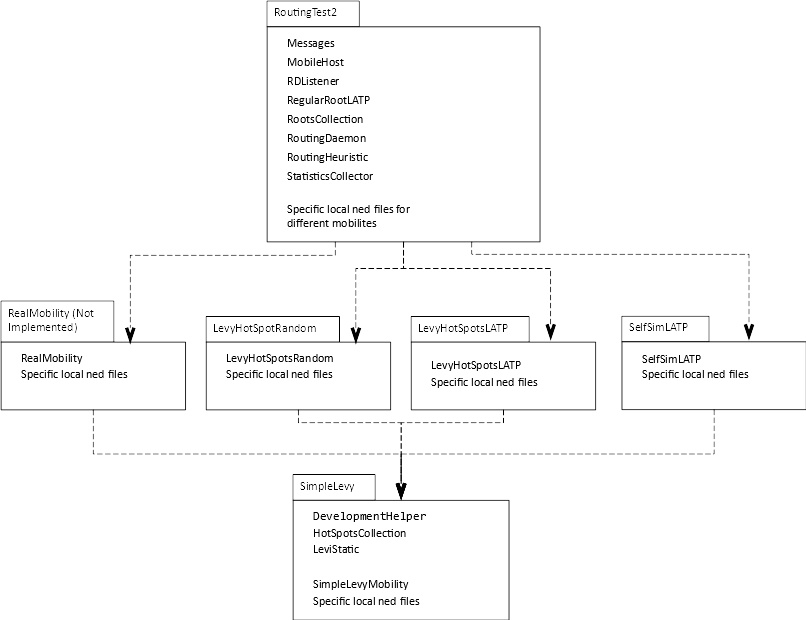 RoutingTest2
Messages
MobileHost
RDListener
RegularRootLATP
RootsCollection
RoutingDaemon
RoutingHeuristic
StatisticsCollector
Specific local ned files for
different mobilites
RealMobility (Not
Implemented)
RealMobility
Specific local ned files
LevyHotSpotRandom
LevyHotSpotsRandom
Specific local ned files
LevyHotSpotsLATP
LevyHotSpotsLATP
Specific local ned files
SelfSimLATP
SelfSimLATP
Specific local ned files
SimpleLevy
DevelopmentHelper
HotSpotsCollection
LeviStatic
SimpleLevyMobility
Specific local ned files